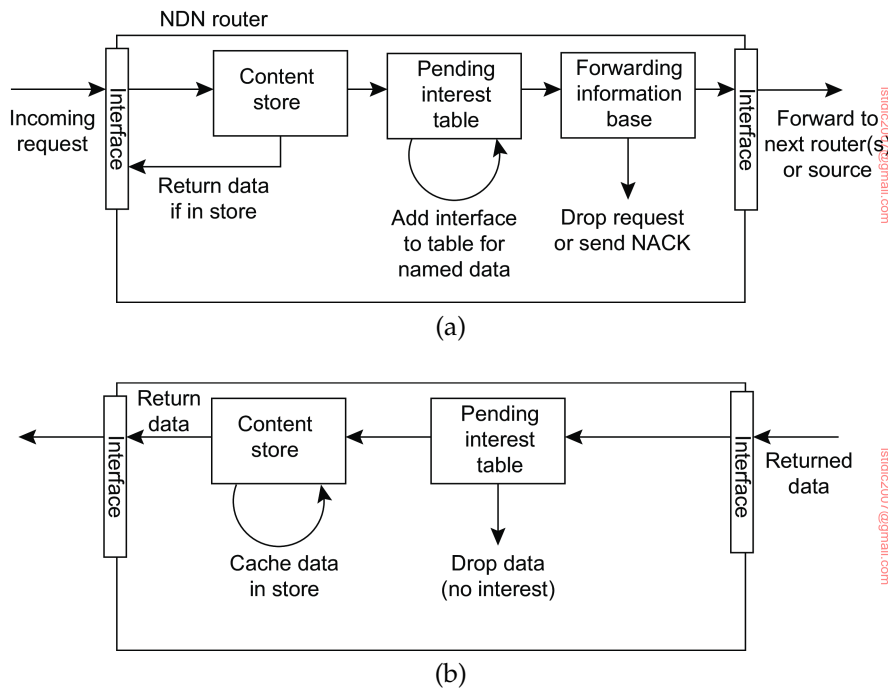 NDN router
Content
store
Pending
interest
table
Forwarding
information
base
Interface
Interface
Incoming
request
Forward to
next router(s)
or source
Return data
if in store
Add interface
to table for
named data
Drop request
or send NACK
(a)
Return
data
Content
store
Pending
interest
table
Interface
Interface
Returned
data
Cache data
in store
Drop data
(no interest)
(b)